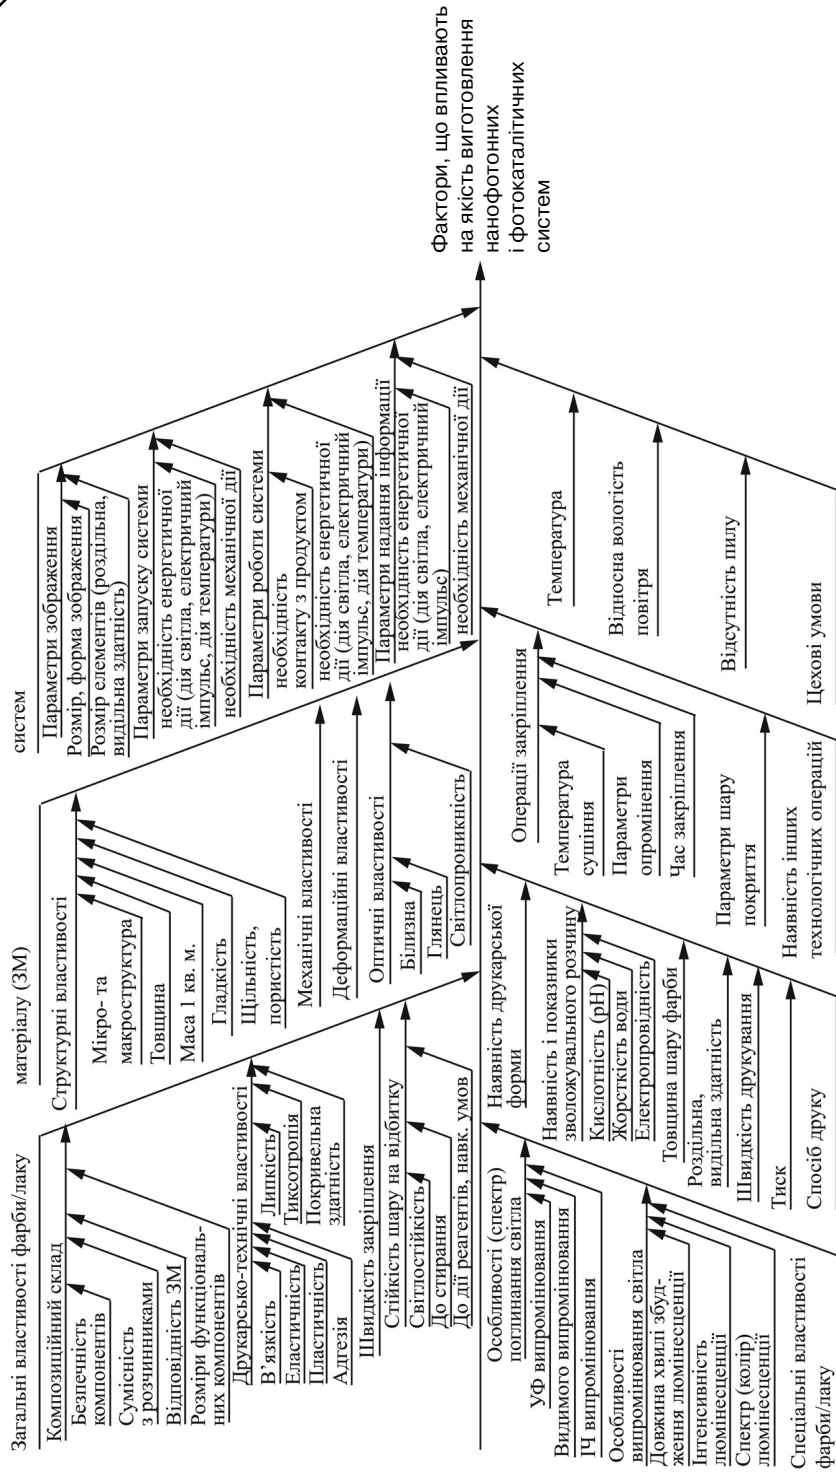 Загальні властивості фарби/лаку
Композиційний склад
Безпечність
компонентів
Сумісність
з розчинниками
Відповідність ЗМ
Розміри функціональ-
них компонентів
Друкарсько-технічні властивості
В’язкість
Еластичність
Пластичність
Адгезія
Липкість
Тиксотропія
Покривельна
здатність
Швидкість закріплення
Стійкість шару на відбитку
Світлостійкість
До стирання
До дії реагентів, навк. умов
матеріалу (ЗМ)
Структурні властивості
Мікро- та
макроструктура
Товщина
Маса 1 кв. м.
Гладкість
Щільність,
пористість
Механічні властивості
Деформаційні властивості
Оптичні властивості
Білизна
Глянець
Світлопроникність
систем
Параметри зображення
Розмір, форма зображення
Розмір елементів (роздільна,
видільна здатність)
Параметри запуску системи
необхідність енергетичної
дії (дія світла, електричний
імпульс, дія температури)
необхідність механічної дії
Параметри роботи системи
необхідність
контакту з продуктом
необхідність енергетичної
дії (дія світла, електричний
імпульс, дія температури)
Параметри надання інформації
необхідність енергетичної
дії (дія світла, електричний
імпульс)
необхідність механічної дії
Фактори, що впливають
на якість виготовлення
нанофотонних
і фотокаталітичних
систем
Особливості (спектр)
поглинання світла
УФ випромінювання
Видимого випромінювання
ІЧ випромінювання
Особливості
випромінювання світла
Довжина хвилі збуд-
ження люмінесценції
Інтенсивність
люмінесценції
Спектр (колір)
люмінесценції
Спеціальні властивості
фарби/лаку
Наявність друкарської
форми
Наявність і показники
зволожувального розчину
Кислотність (pH)
Жорсткість води
Електропровідність
Товщина шару фарби
Роздільна,
видільна здатність
Швидкість друкування
Тиск
Спосіб друку
Операції закріплення
Температура
сушіння
Параметри
опромінення
Час закріплення
Параметри шару
покриття
Наявність інших
технологічних операцій
Температура
Відносна вологість
повітря
Відсутність пилу
Цехові умови